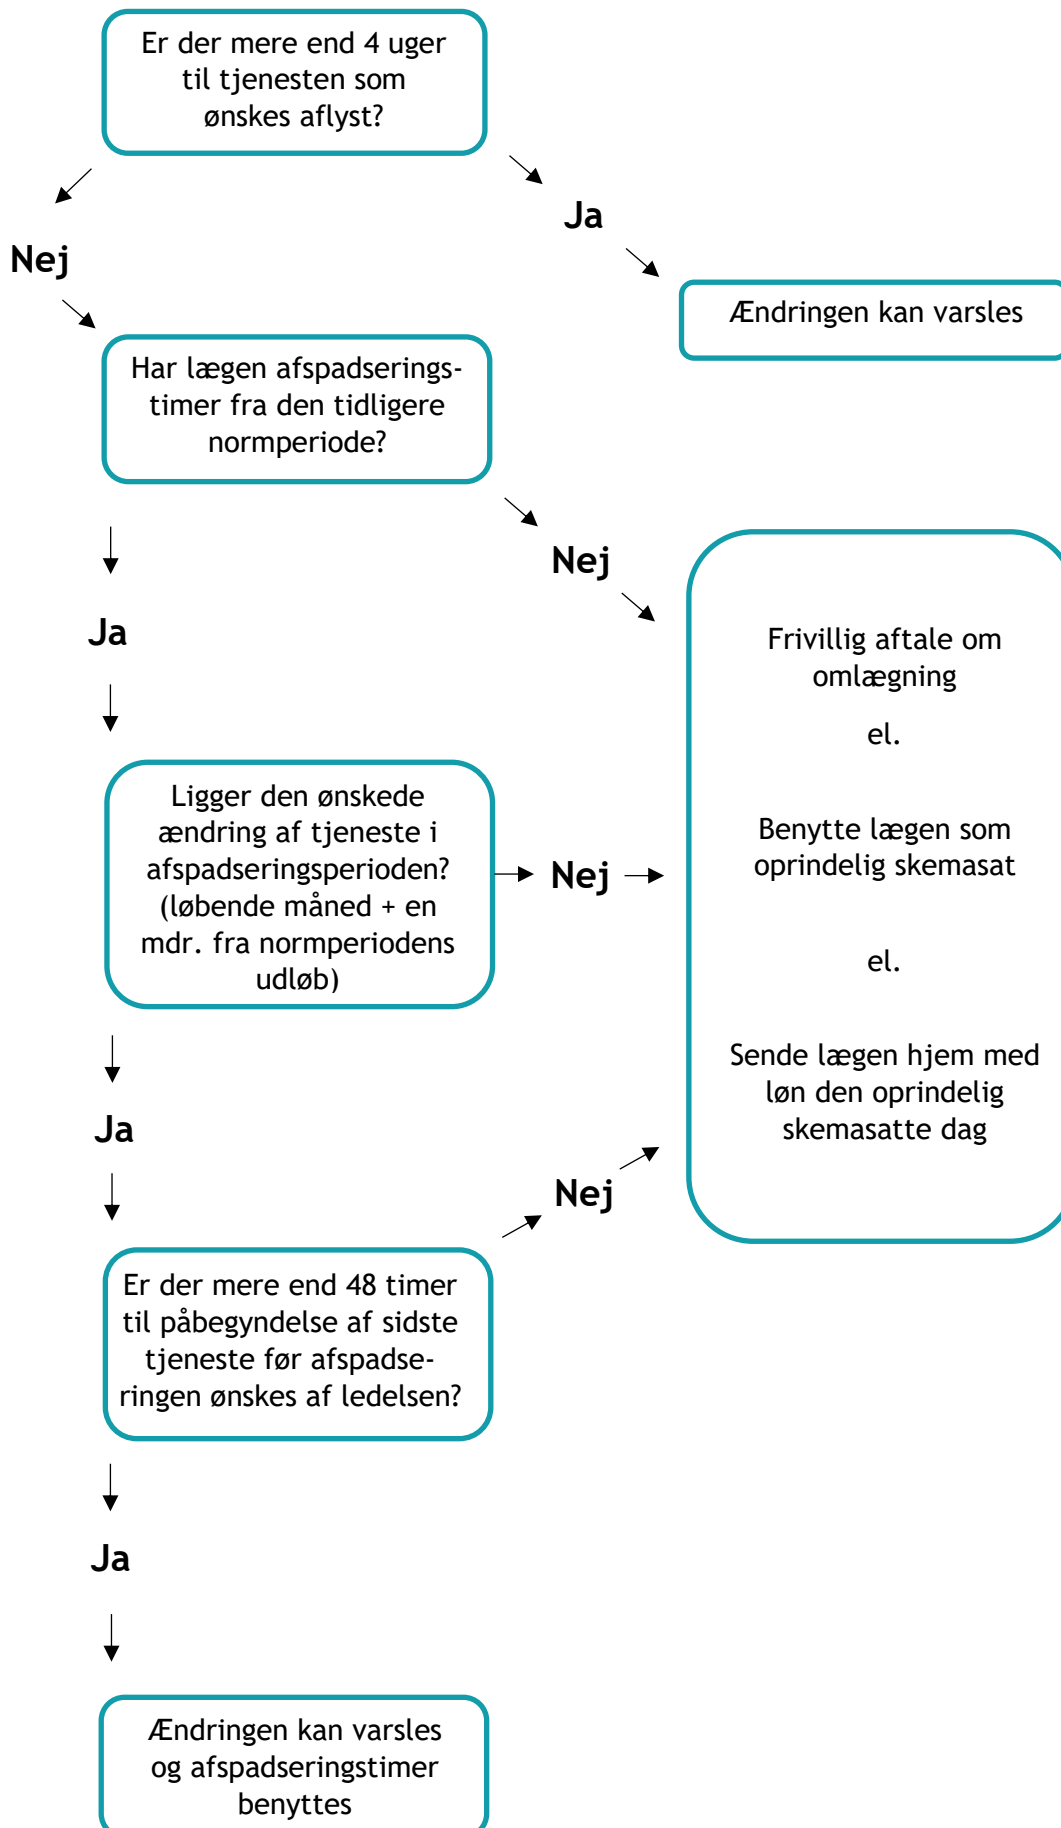 Er der mere end 4 uger
til tjenesten som
ønskes aflyst?
Ja
Nej
Ændringen kan varsles
Har lægen afspadserings-
timer fra den tidligere
normperiode?
Nej
Ja
Frivillig aftale om
omlægning
el.
Benytte lægen som
oprindelig skemasat
el.
Sende lægen hjem med
løn den oprindelig
skemasatte dag
Ligger den ønskede
ændring af tjeneste i
afspadseringsperioden?
(løbende måned + en
mdr. fra normperiodens
udløb)
Nej
Ja
Nej
Er der mere end 48 timer
til påbegyndelse af sidste
tjeneste før afspadse-
ringen ønskes af ledelsen?
Ja
Ændringen kan varsles
og afspadseringstimer
benyttes